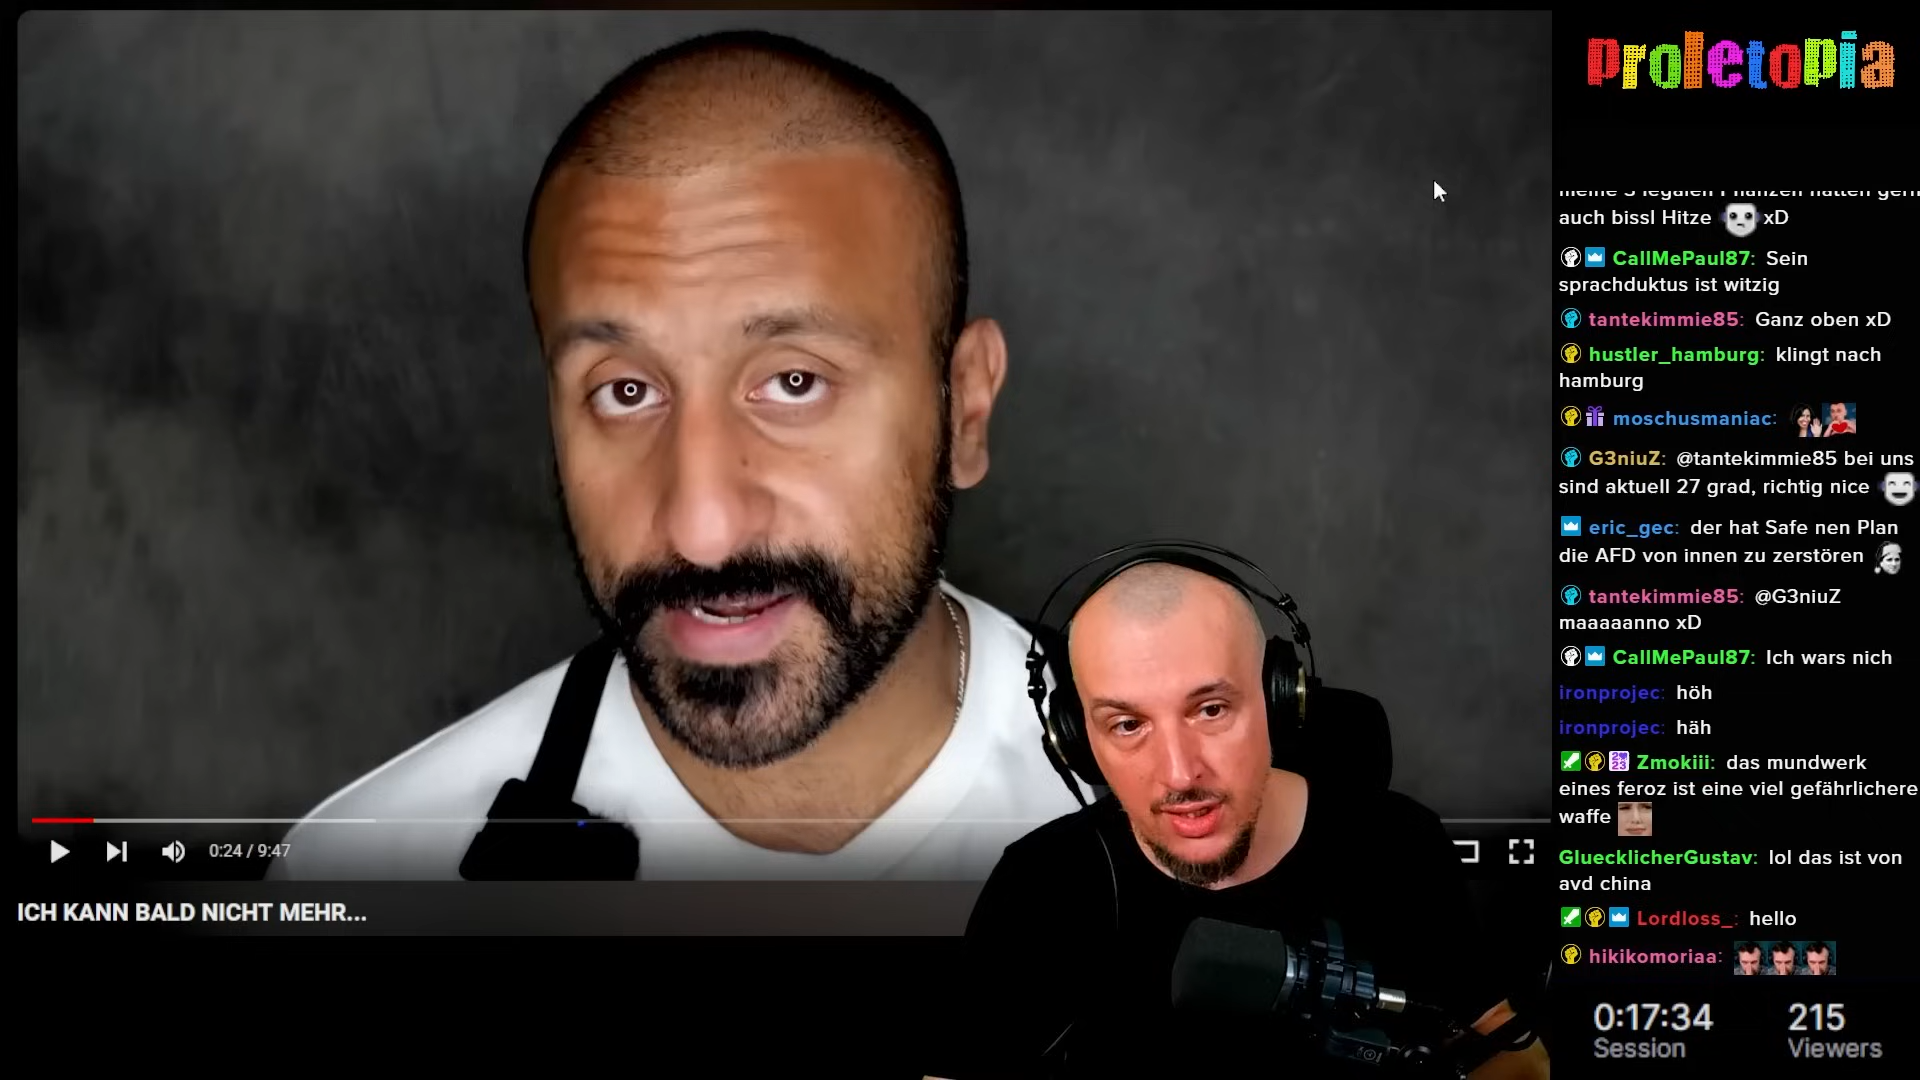 Proletopia
auch bissl Hitze xD
CallMePaul87: Sein
sprachduktus ist witzig
tantekimmie85: Ganz oben xD
hustler_hamburg: klingt nach
hamburg
moschusmaniac:
G3niuZ: @tantekimmie85 bei uns
sind aktuell 27 grad, richtig nice
eric_gec: der hat Safe nen Plan
die AFD von innen zu zerstören
tantekimmie85: @G3niuZ
maaaaanno xD
CallMePaul87: Ich wars nich
ironprojec: höh
ironprojec: häh
Zmokiii: das mundwerk
eines feroz ist eine viel gefährlichere
waffe
GluecklicherGustav: lol das ist von
avd china
Lordloss_: hello
hikikomoriaa:
0:17:34
Session
215
Viewers
0:24 / 9:47
ICH KANN BALD NICHT MEHR...